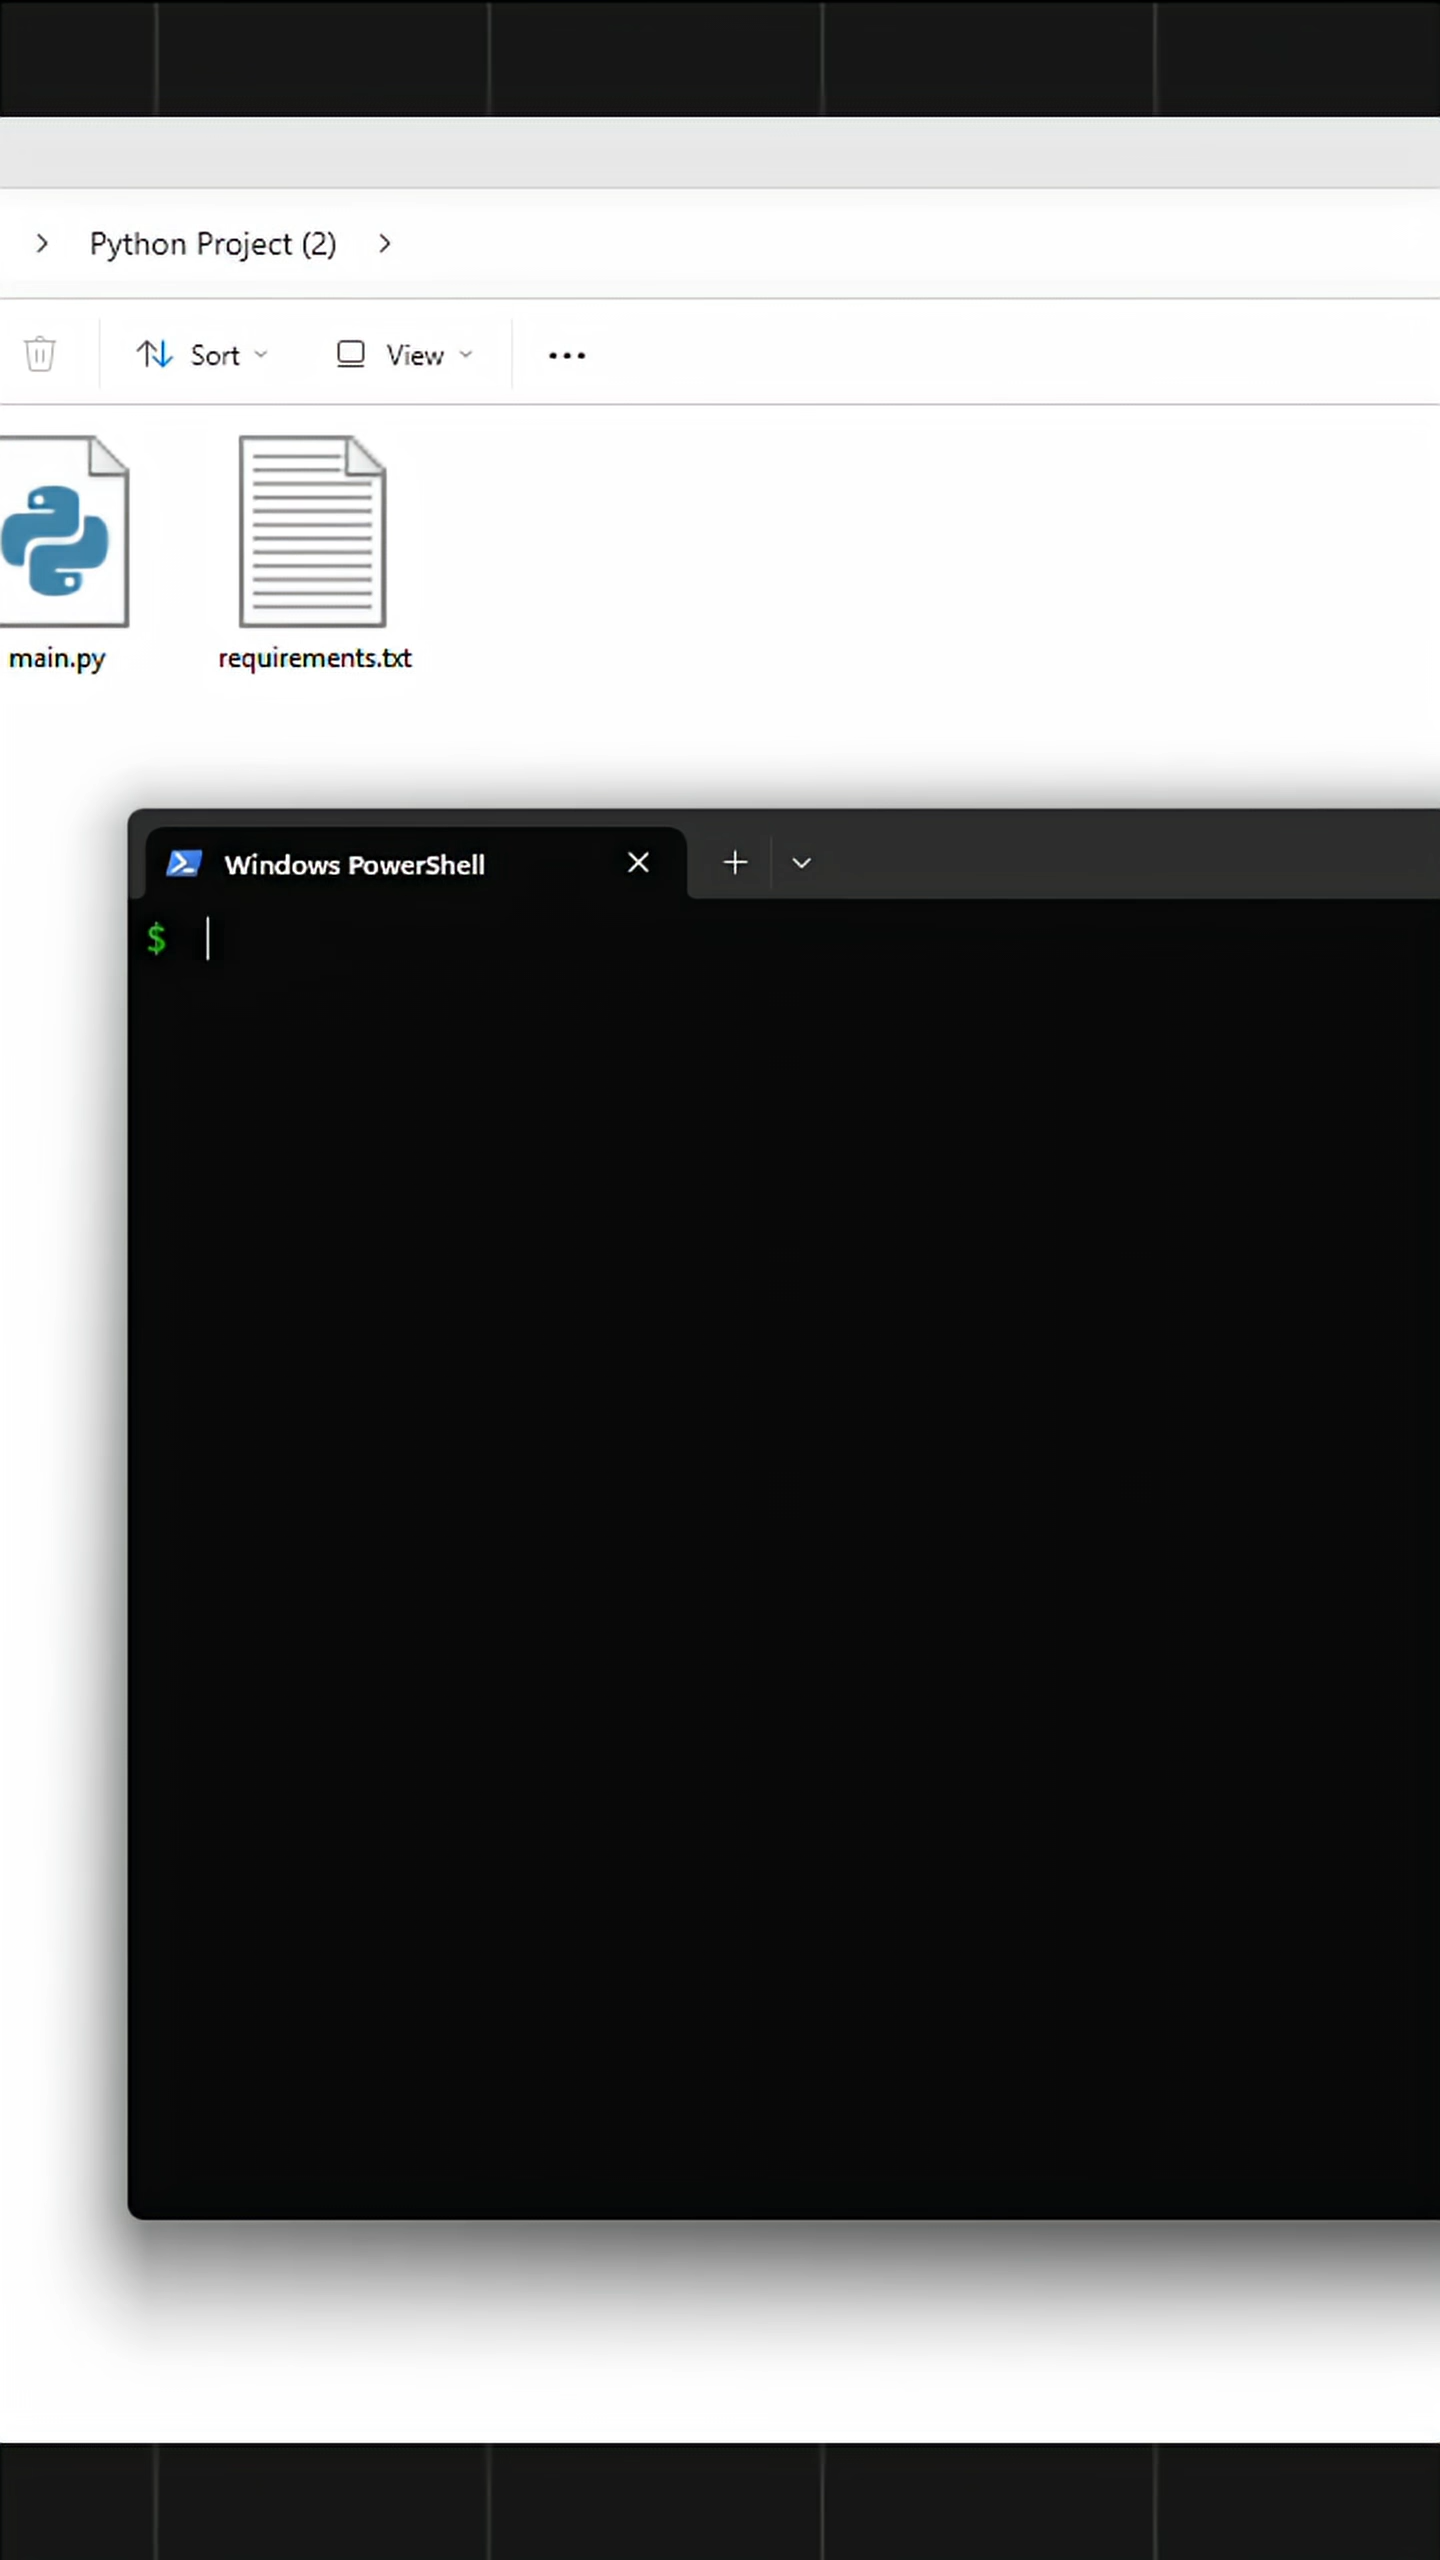 Python Project (2)
Sort
View
main.py
requirements.txt
Windows PowerShell
$